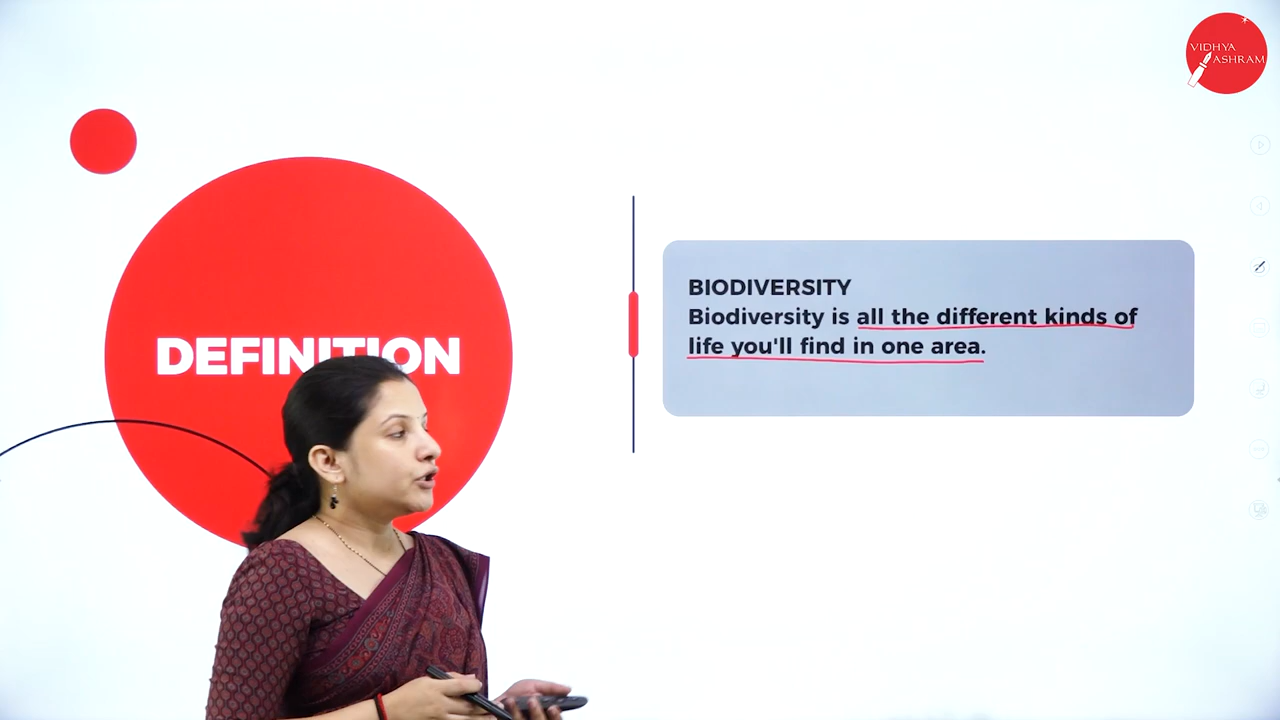 VIDHYA
ASHRAM
DEFINITION
BIODIVERSITY
Biodiversity is all the different kinds of
life you'll find in one area.